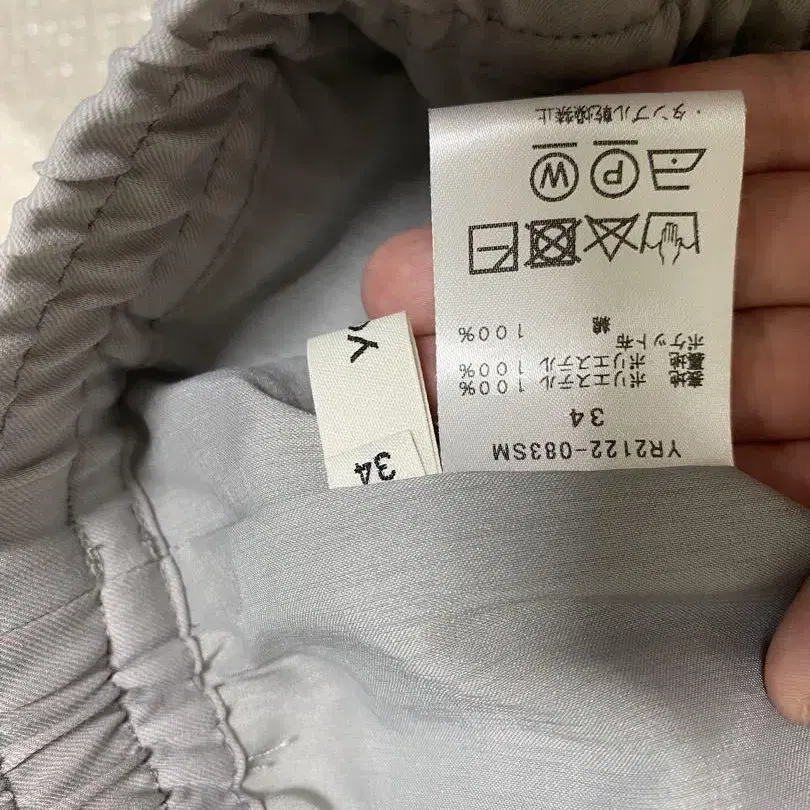 YR2122-083SM
34
表地 ポリエステル 100%
裏地 ポリエステル 100%
ポケット布
綿 100%
P W
・タンブル乾燥禁止
34